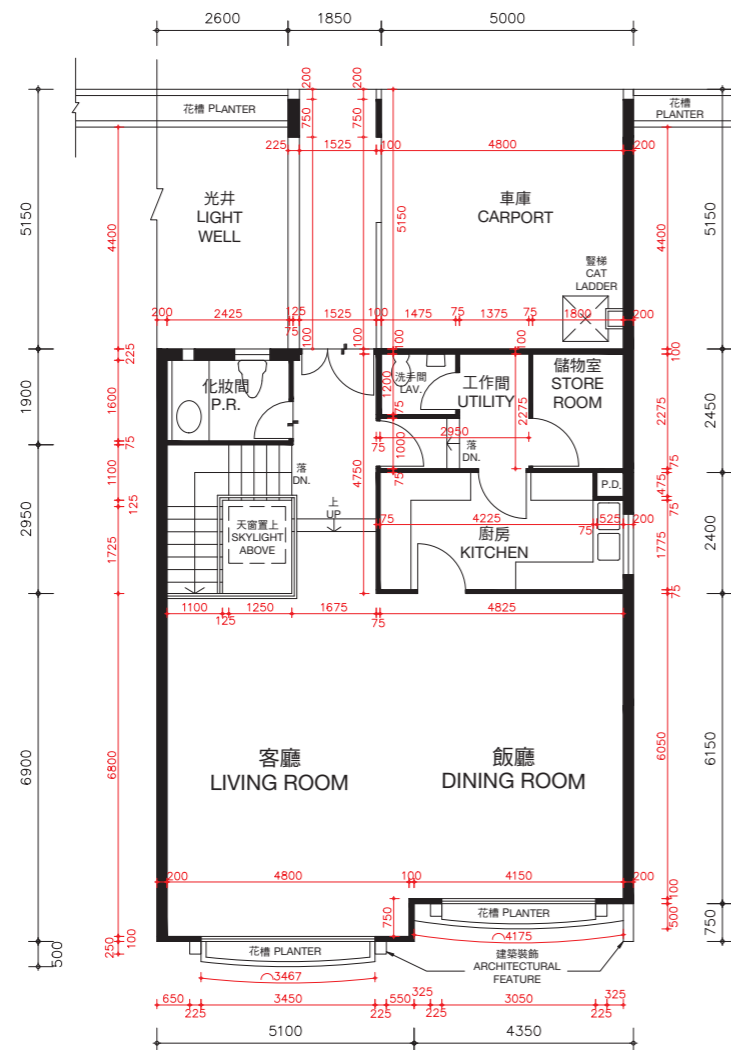 2600 1850 5000
200 200
花槽 PLANTER
花槽
PLANTER
750 750
225 1525 100 4800 200
光井
LIGHT
WELL
車庫
CARPORT
5150
4400
5150
4400
5150
豎梯
CAT
LADDER
200 2425 125 1525 100 1475 75 1375 75 1800 200
75
100 100 100 100
225
100
化妝間
P.R.
洗手間
LAV.
工作間
UTILITY
儲物室
STORE
ROOM
1900
1600
1200
75
2275
2275
2450
75
75 2950
1000
落
DN.
落
DN.
4750
75
75
1100
125
2950
1725
475
75
P.D.
上
UP
天窗置上
SKYLIGHT
ABOVE
75 4225 525 200
75
廚房
KITCHEN
1775
2400
75
1100 1250 1675 4825
125 75
6900
6800
6050
6150
客廳
LIVING ROOM
飯廳
DINING ROOM
200 4800 100 4150 200
750
100
500
750
花槽 PLANTER
4175
花槽 PLANTER
建築裝飾
ARCHITECTURAL
FEATURE
100
250
500
3467
650 3450 550 325 3050 325
225 225 225 225
5100 4350